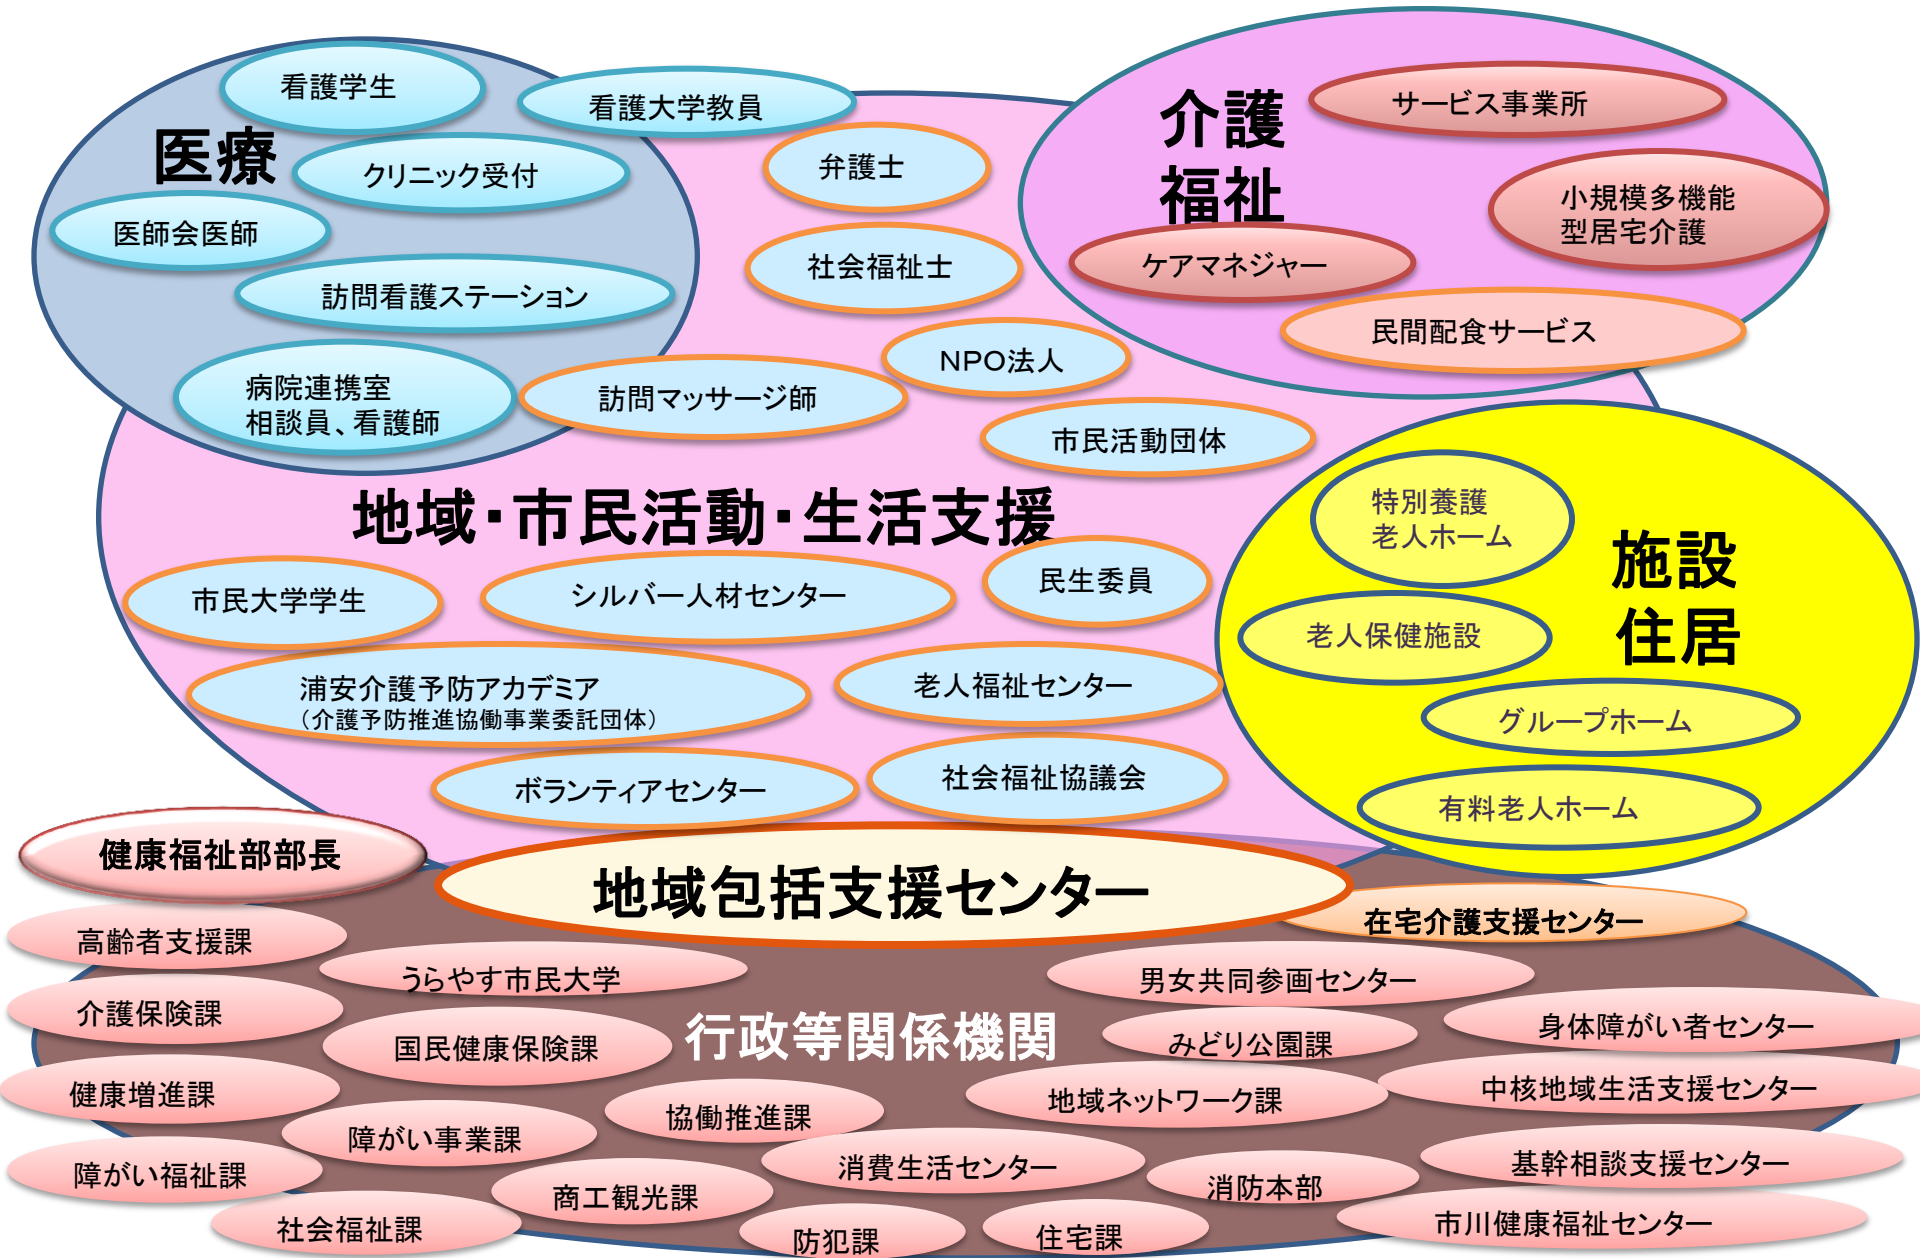 看護学生
看護大学教員
医療
クリニック受付
医師会医師
訪問看護ステーション
病院連携室
相談員、看護師
弁護士
社会福祉士
NPO法人
訪問マッサージ師
市民活動団体
介護
福祉
サービス事業所
小規模多機能
型居宅介護
ケアマネジャー
民間配食サービス
地域・市民活動・生活支援
市民大学学生
シルバー人材センター
民生委員
浦安介護予防アカデミア
（介護予防推進協働事業委託団体）
老人福祉センター
ボランティアセンター
社会福祉協議会
特別養護
老人ホーム
施設
住居
老人保健施設
グループホーム
有料老人ホーム
健康福祉部部長
地域包括支援センター
在宅介護支援センター
高齢者支援課
うらやす市民大学
男女共同参画センター
介護保険課
国民健康保険課
行政等関係機関
みどり公園課
身体障がい者センター
健康増進課
協働推進課
地域ネットワーク課
中核地域生活支援センター
障がい事業課
障がい福祉課
消費生活センター
基幹相談支援センター
商工観光課
消防本部
社会福祉課
防犯課
住宅課
市川健康福祉センター